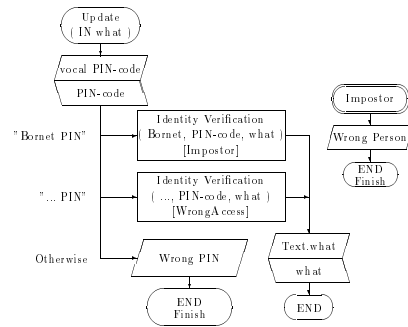 Update
( IN what )
vocal PIN-code
PIN-code
"Bornet PIN"
Identity Verification
( Bornet, PIN-code, what )
[Impostor]
"... PIN"
Identity Verification
( ..., PIN-code, what )
[WrongAccess]
Otherwise
Wrong PIN
END
Finish
Text.what
what
END
Impostor
Wrong Person
END
Finish